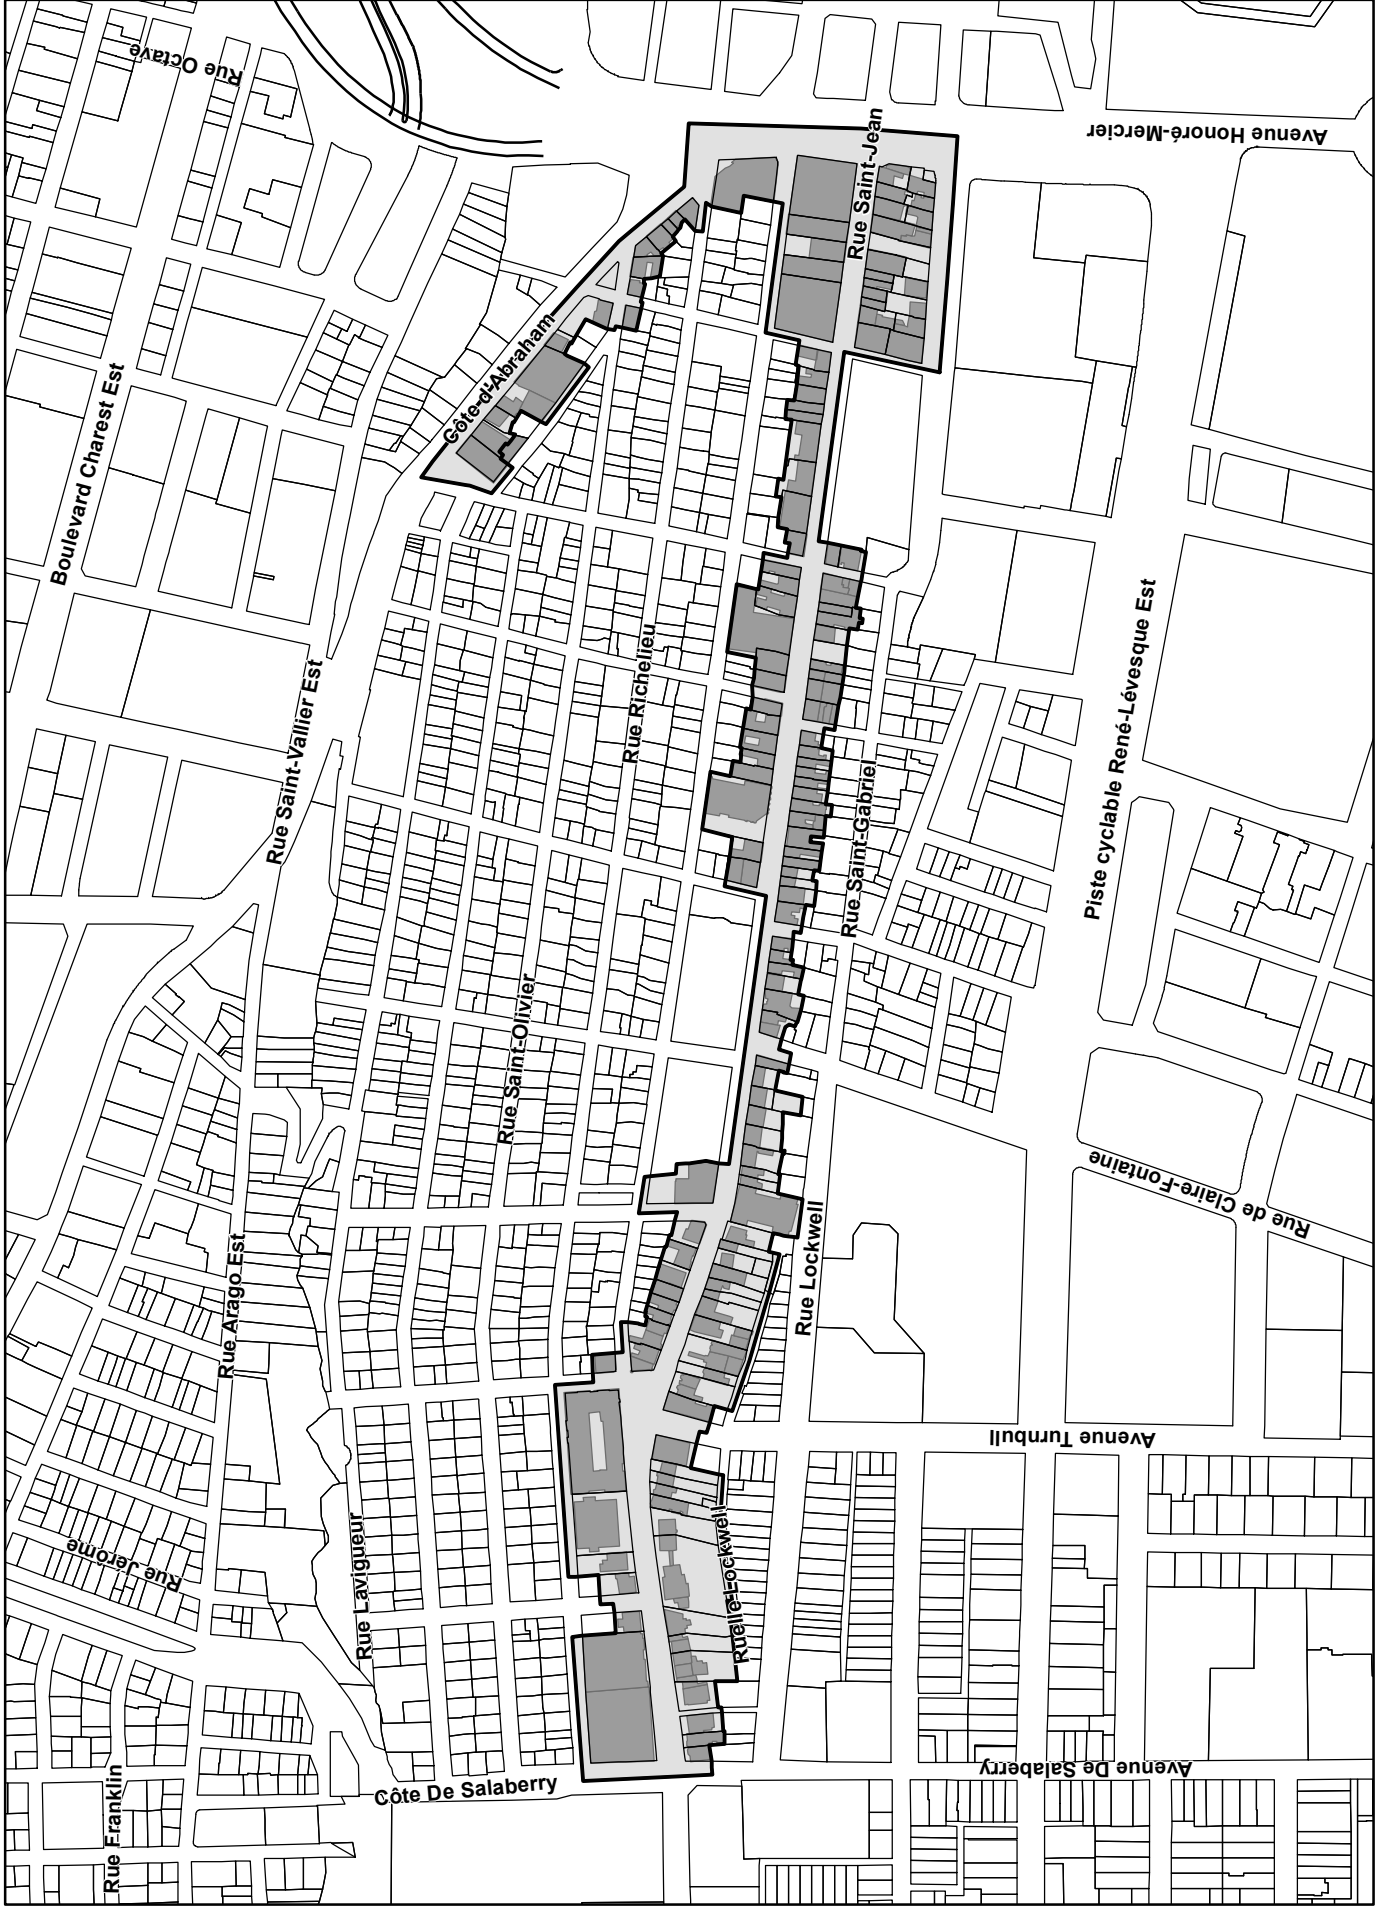 Rue Octave
Boulevard Charest Est
Avenue Honoré-Mercier
Rue Saint-Jean
Côte-d'Abraham
Rue Saint-Vallier Est
Rue Richelieu
Piste cyclable René-Lévesque Est
Rue Saint-Gabriel
Rue Saint-Olivier
Rue de Claire-Fontaine
Rue Arago Est
Rue Lockwell
Avenue Turnbull
Rue Jérôme
Rue Lavigueur
Ruelle-Lockwell
Avenue De Salaberry
Côte De Salaberry
Rue Franklin